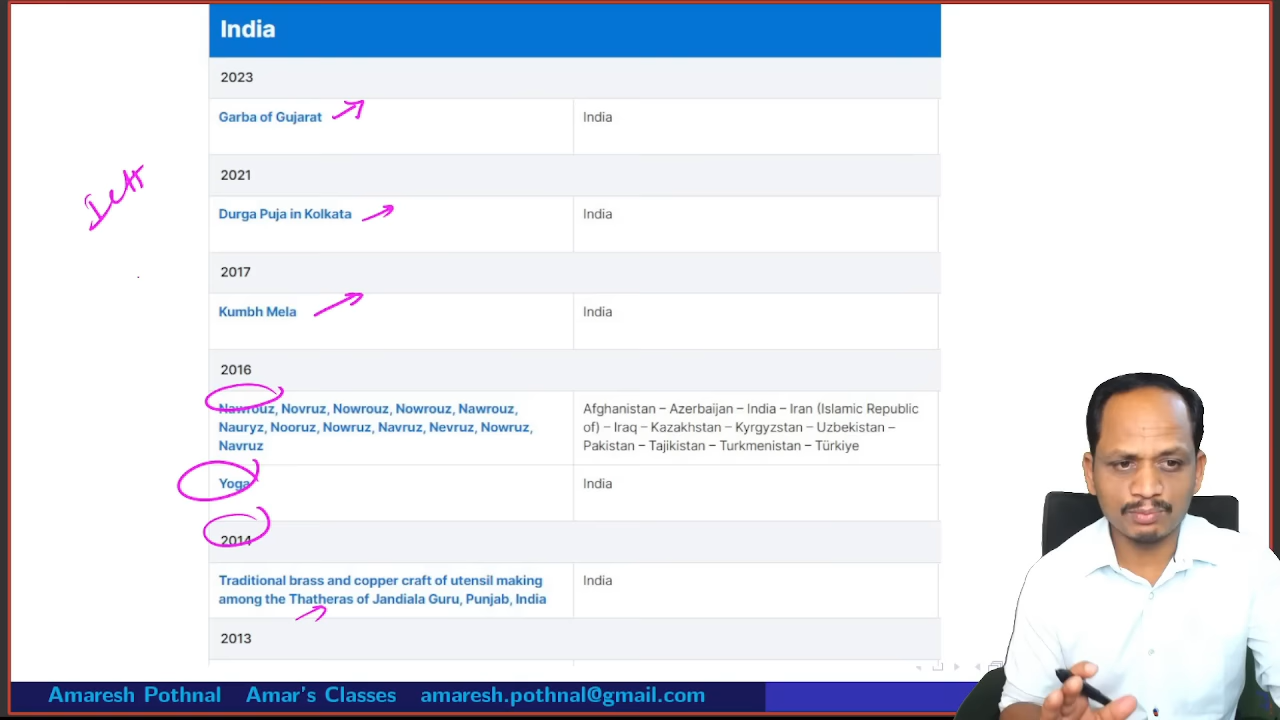 India
2023
Garba of Gujarat India
2021
Durga Puja in Kolkata India
2017
Kumbh Mela India
2016
Nawrouz, Novruz, Nowrouz, Nowrouz, Nawrouz,
Nauryz, Nooruz, Nowruz, Navruz, Nevruz, Nowruz,
Navruz
Afghanistan – Azerbaijan – India – Iran (Islamic Republic
of) – Iraq – Kazakhstan – Kyrgyzstan – Uzbekistan –
Pakistan – Tajikistan – Turkmenistan – Türkiye
Yoga India
2014
Traditional brass and copper craft of utensil making
among the Thatheras of Jandiala Guru, Punjab, India
India
2013
Amaresh Pothnal Amar's Classes amaresh.pothnal@gmail.com